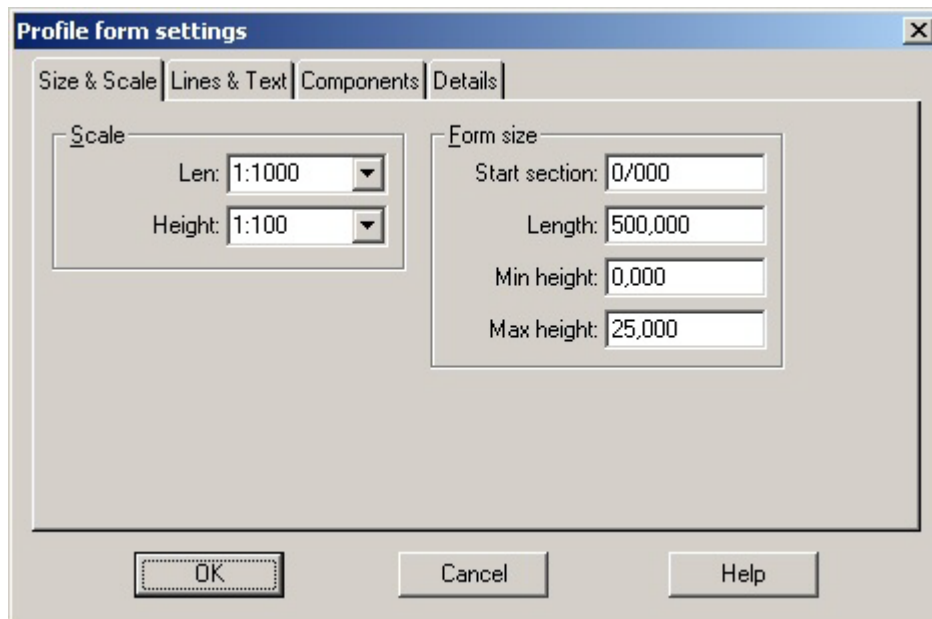 Profile form settings
Size & Scale Lines & Text Components Details
Scale
Len: 1:1000
Height: 1:100
Form size
Start section: 0/000
Length: 500,000
Min height: 0,000
Max height: 25,000
OK Cancel Help